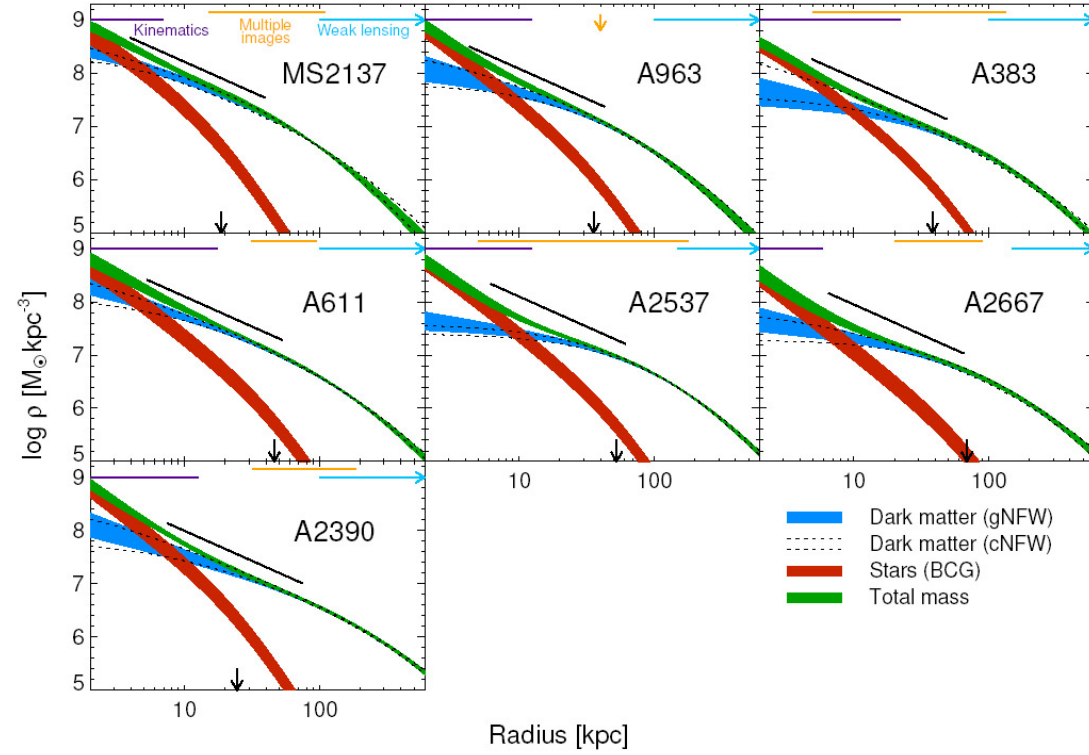 Kinematics
Multiple
images
Weak lensing
MS2137
A963
A383
9
8
7
6
5
A611
A2537
A2667
9
8
7
6
5
10
100
10
100
A2390
9
8
7
6
5
10
100
log ρ [M⊙kpc⁻³]
Radius [kpc]
Dark matter (gNFW)
Dark matter (cNFW)
Stars (BCG)
Total mass